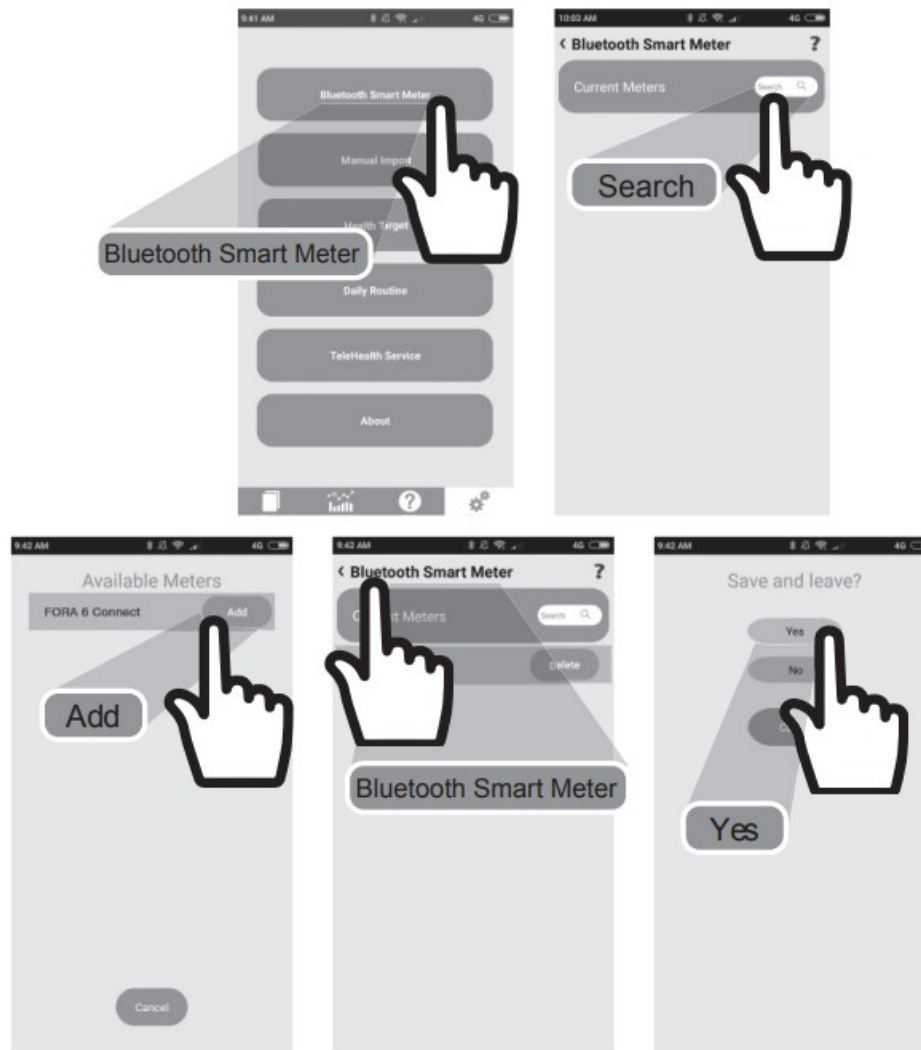 9:41 AM 4G
Bluetooth Smart Meter
Manual Import
Health Target
Bluetooth Smart Meter
Daily Routine
TeleHealth Service
About
?
10:03 AM 4G
< Bluetooth Smart Meter ?
Current Meters Search
Search
9:42 AM 4G
Available Meters
FORA 6 Connect Add
Add
Cancel
9:42 AM 4G
< Bluetooth Smart Meter ?
Meters Search
Delete
Bluetooth Smart Meter
9:42 AM 4G
Save and leave?
Yes
No
Yes